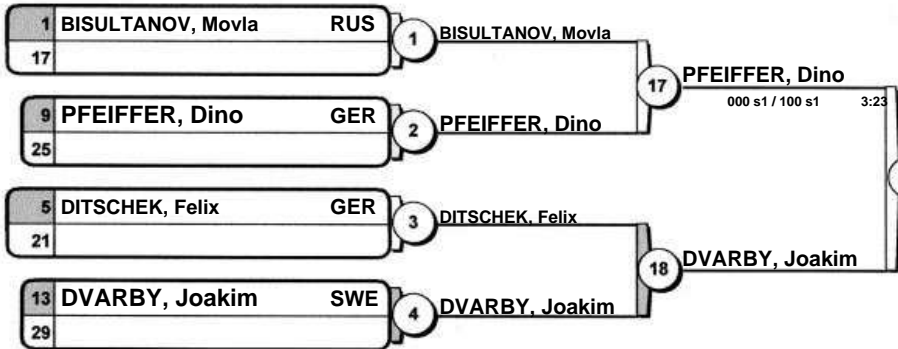 1 BISULTANOV, Movla RUS
17
1 BISULTANOV, Movla
9 PFEIFFER, Dino GER
25
2 PFEIFFER, Dino
17 PFEIFFER, Dino
000 s1 / 100 s1 3:23
5 DITSCHEK, Felix GER
21
3 DITSCHEK, Felix
13 DVARBY, Joakim SWE
29
4 DVARBY, Joakim
18 DVARBY, Joakim